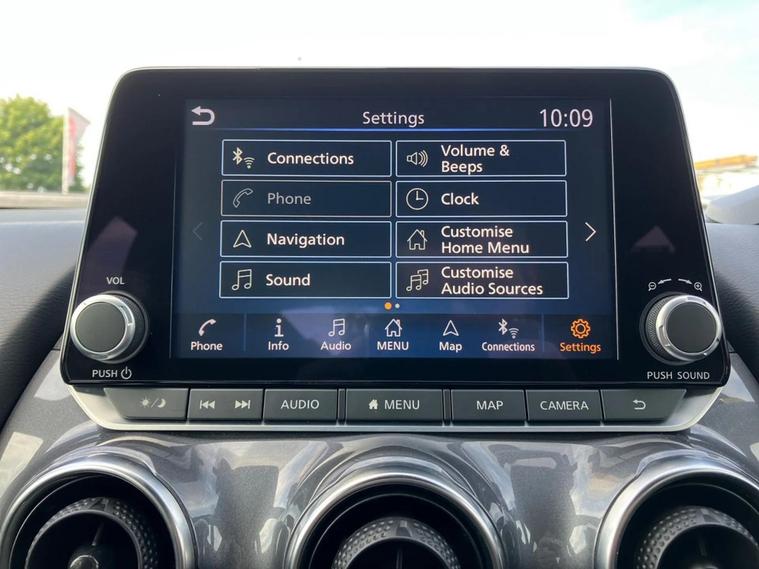 Settings
10:09
Connections
Volume &
Beeps
Phone
Clock
Navigation
Customise
Home Menu
Sound
Customise
Audio Sources
Phone
Info
Audio
MENU
Map
Connections
Settings
VOL
PUSH
PUSH SOUND
AUDIO
MENU
MAP
CAMERA